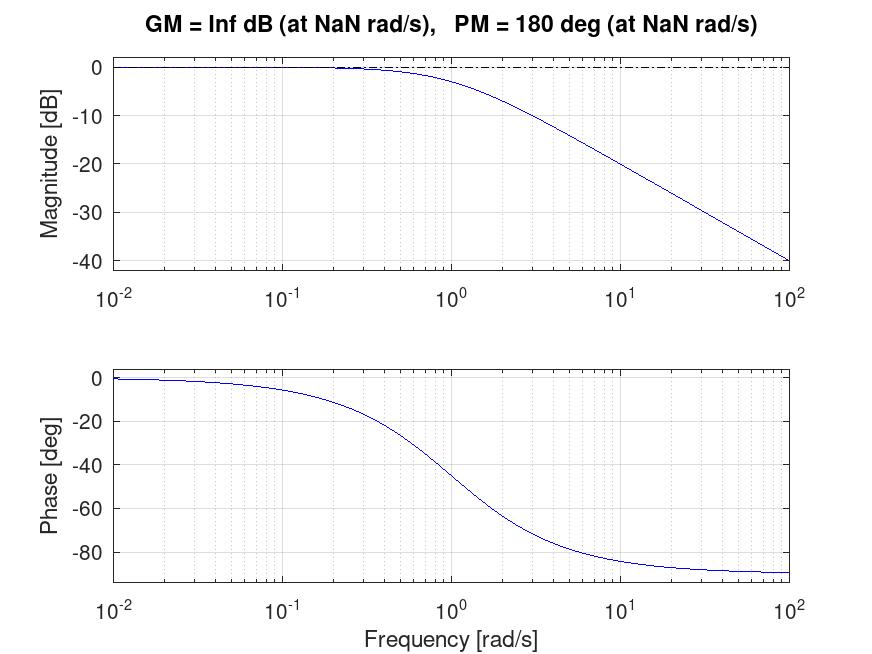 GM = Inf dB (at NaN rad/s),   PM = 180 deg (at NaN rad/s)
Magnitude [dB]
0
-10
-20
-30
-40
10^-2 10^-1 10^0 10^1 10^2
Phase [deg]
0
-20
-40
-60
-80
10^-2 10^-1 10^0 10^1 10^2
Frequency [rad/s]